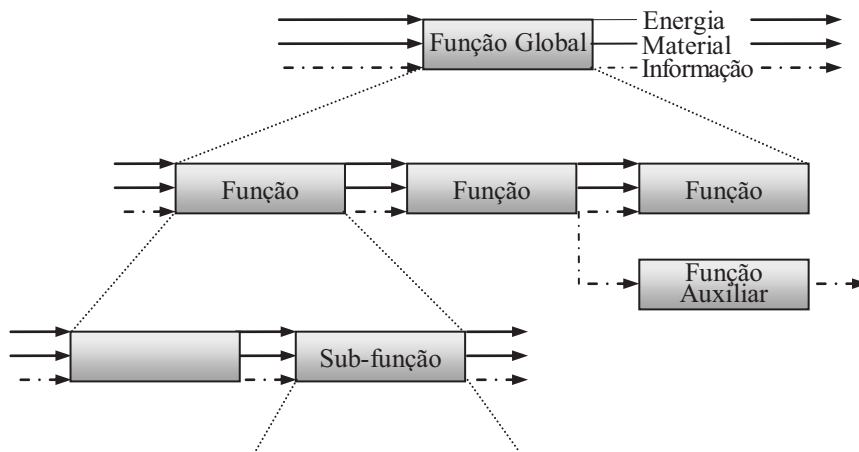 Função Global
Energia
Material
Informação
Função
Função
Função
Função
Auxiliar
Sub-função